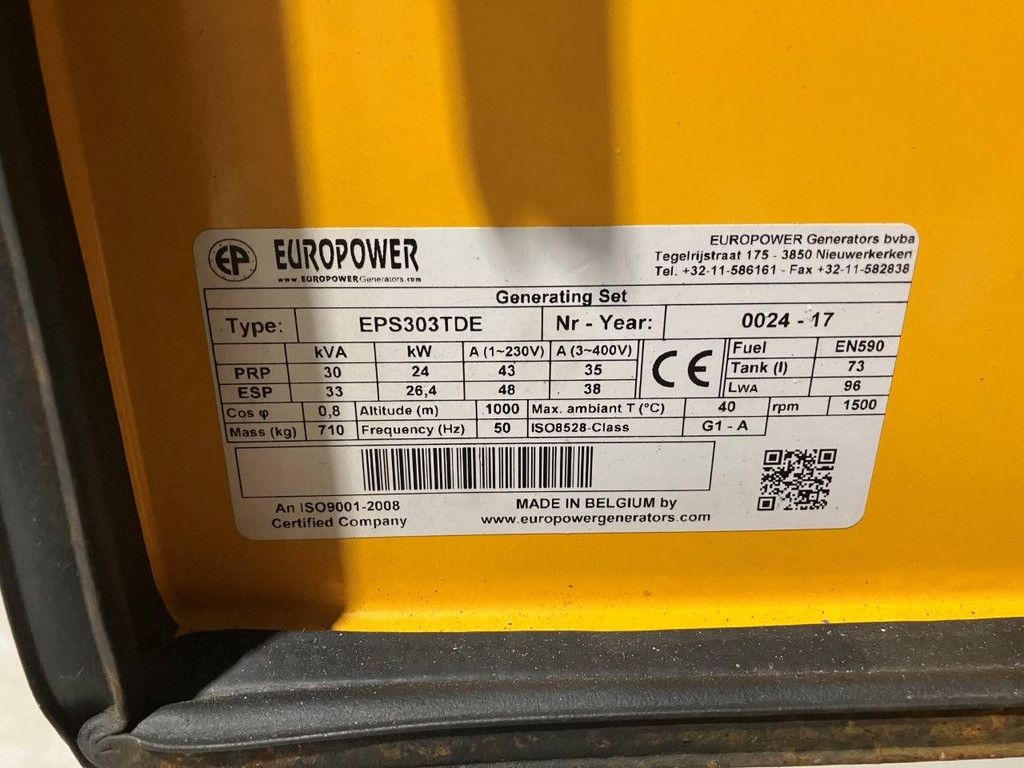 EP EUROPOWER
www.EUROPOWERGenerators.com
EUROPOWER Generators bvba
Tegelrijstraat 175 - 3850 Nieuwerkerken
Tel. +32-11-586161 - Fax +32-11-582838
Generating Set
Type: EPS303TDE Nr - Year: 0024 - 17
kVA kW A (1~230V) A (3~400V) CE Fuel EN590
PRP 30 24 43 35 Tank (l) 73
ESP 33 26,4 48 38 LWA 96
Cos φ 0,8 Altitude (m) 1000 Max. ambiant T (°C) 40 rpm 1500
Mass (kg) 710 Frequency (Hz) 50 ISO8528-Class G1 - A
An ISO9001-2008
Certified Company
MADE IN BELGIUM by
www.europowergenerators.com